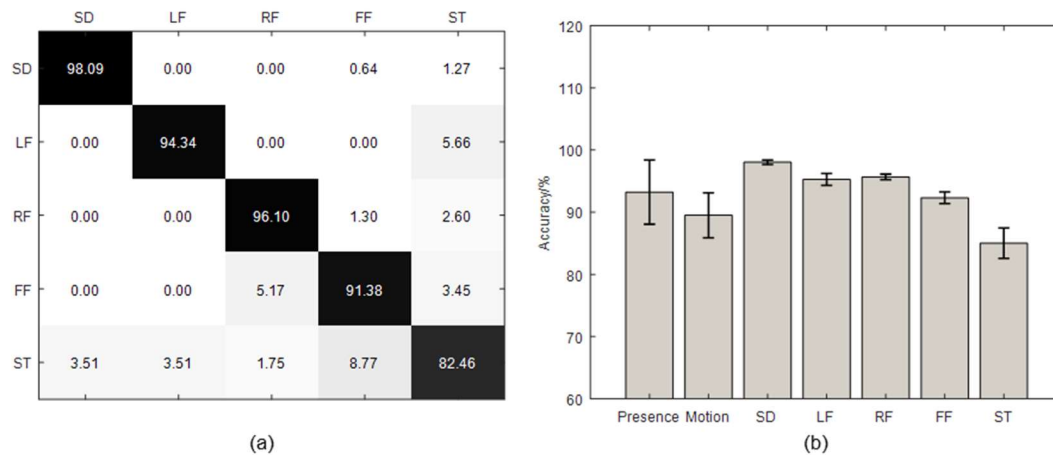 SD LF RF FF ST
SD 98.09 0.00 0.00 0.64 1.27
LF 0.00 94.34 0.00 0.00 5.66
RF 0.00 0.00 96.10 1.30 2.60
FF 0.00 0.00 5.17 91.38 3.45
ST 3.51 3.51 1.75 8.77 82.46
(a)
120
110
100
90
80
70
60
Accuracy/%
Presence Motion SD LF RF FF ST
(b)